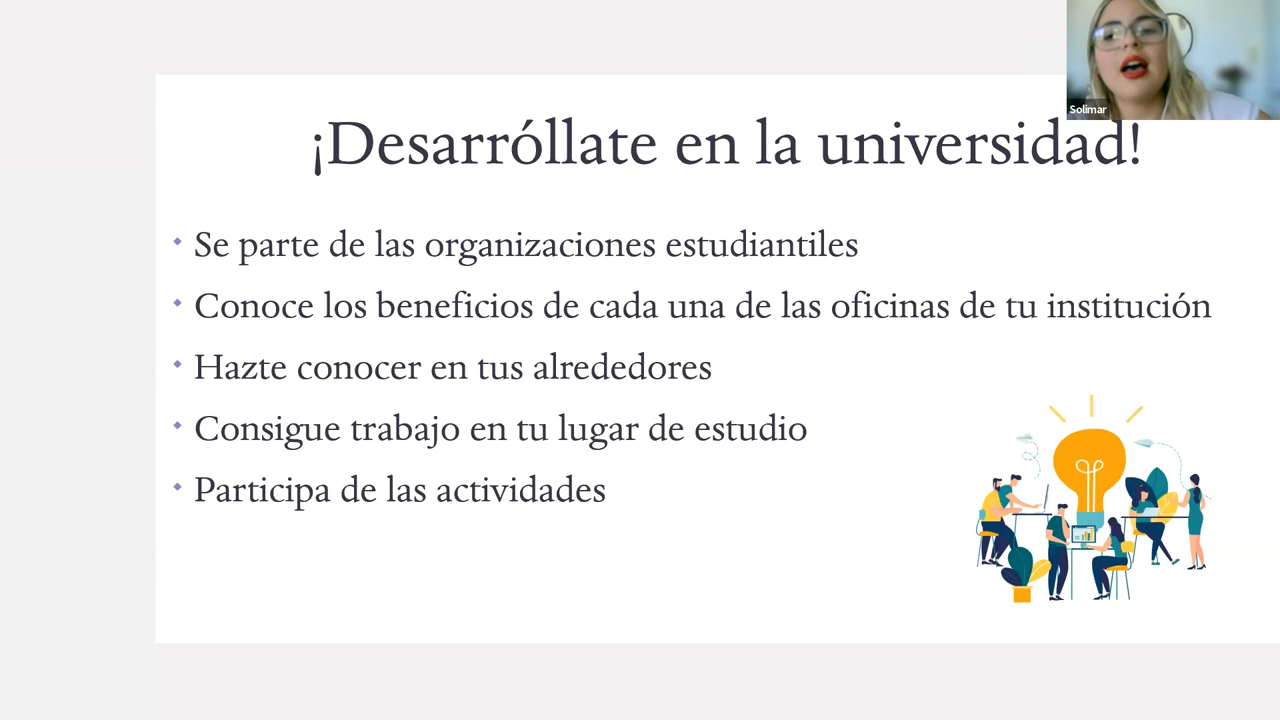 Solimar
¡Desarróllate en la universidad!
Se parte de las organizaciones estudiantiles
Conoce los beneficios de cada una de las oficinas de tu institución
Hazte conocer en tus alrededores
Consigue trabajo en tu lugar de estudio
Participa de las actividades